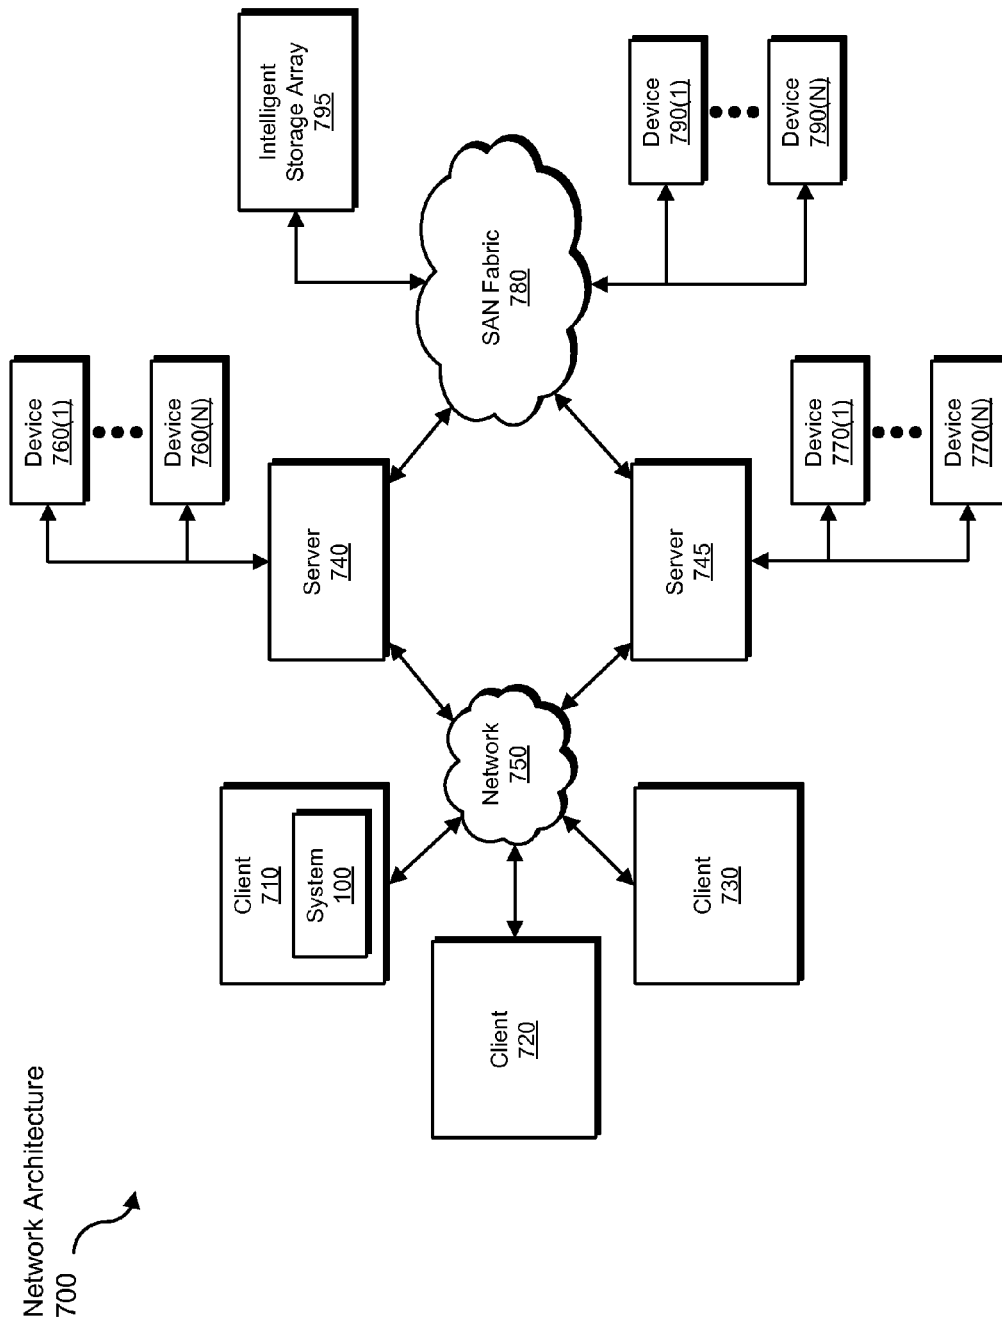 Network Architecture
700
Client
710
System
100
Client
720
Client
730
Network
750
Server
740
Server
745
Device
760(1)
Device
760(N)
Device
770(1)
Device
770(N)
SAN Fabric
780
Intelligent
Storage Array
795
Device
790(1)
Device
790(N)